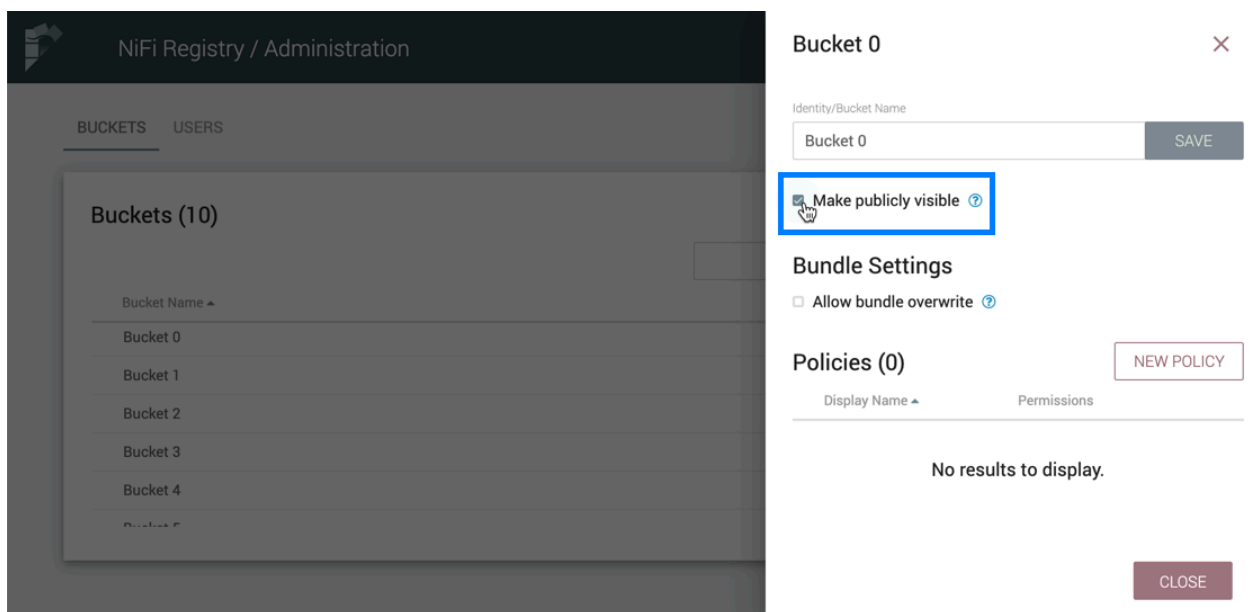 NiFi Registry / Administration
BUCKETS USERS
Buckets (10)
Bucket Name
Bucket 0
Bucket 1
Bucket 2
Bucket 3
Bucket 4
Bucket 0
Identity/Bucket Name
Bucket 0 SAVE
Make publicly visible
Bundle Settings
Allow bundle overwrite
Policies (0) NEW POLICY
Display Name Permissions
No results to display.
CLOSE